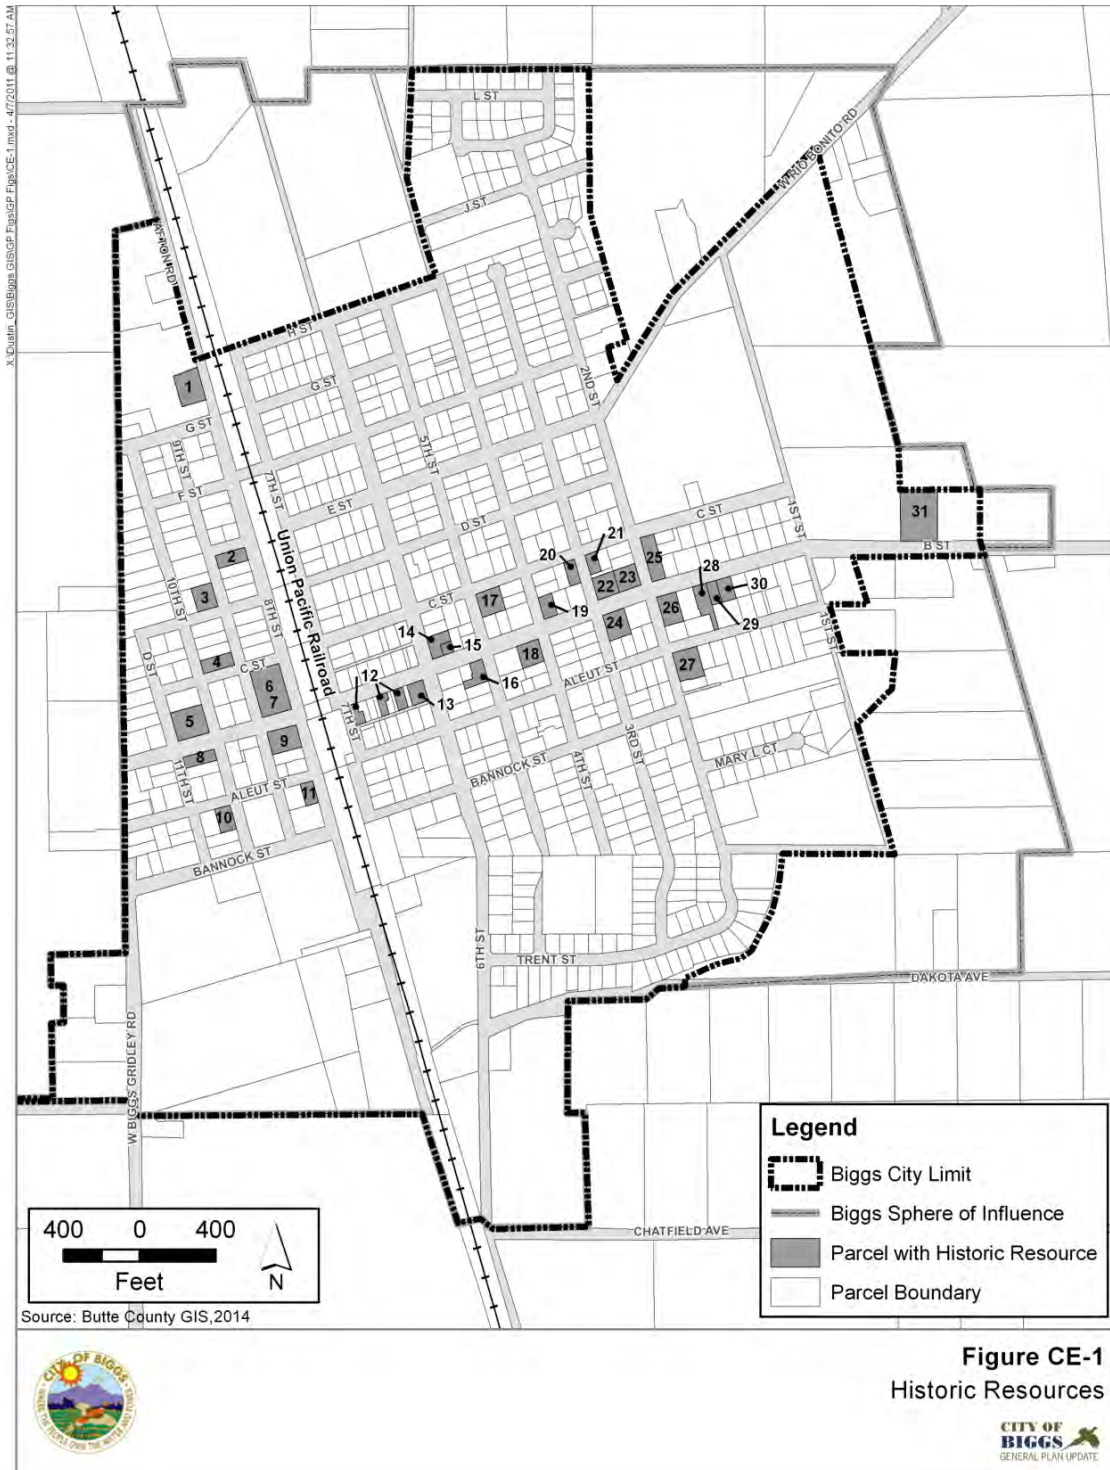 X:\Dustin_GIS\Biggs GIS\GP Figs\GP Figs\CE-1.mxd - 4/7/2011 @ 11:32:57 AM
L ST
W RIO BONITO RD
J ST
AFTON RD
H ST
G ST
2ND ST
1
G ST
5TH ST
9TH ST
7TH ST
F ST
E ST
Union Pacific Railroad
D ST
C ST
1ST ST
31
B ST
20
21
2
25
28
10TH ST
22
23
30
3
8TH ST
C ST
17
19
26
29
14
15
24
D ST
4
C ST
18
1ST ST
6
7
12
16
ALEUT ST
27
13
5
7TH ST
9
3RD ST
8
MARY L CT
11TH ST
ALEUT ST
BANNOCK ST
4TH ST
11
10
BANNOCK ST
6TH ST
TRENT ST
DAKOTA AVE
W BIGGS GRIDLEY RD
CHATFIELD AVE
Legend
Biggs City Limit
Biggs Sphere of Influence
Parcel with Historic Resource
Parcel Boundary
400 0 400
Feet
N
Source: Butte County GIS,2014
CITY OF BIGGS
Figure CE-1
Historic Resources
CITY OF
BIGGS
GENERAL PLAN UPDATE